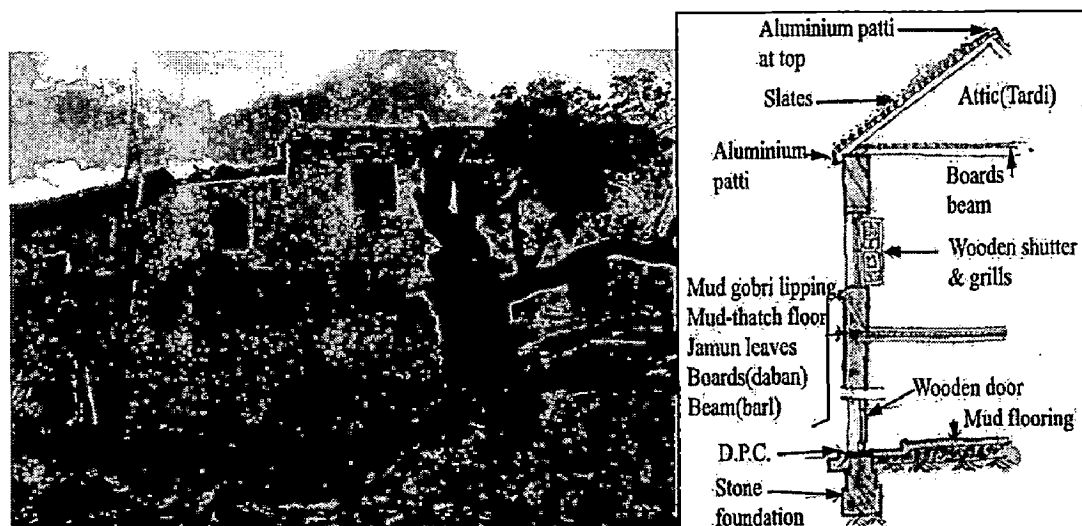 Aluminium patti
at top
Slates
Attic(Tardi)
Aluminium
patti
Boards
beam
Wooden shutter
& grills
Mud gobri lipping
Mud-thatch floor
Jamun leaves
Boards(daban)
Beam(barl)
Wooden door
Mud flooring
D.P.C.
Stone
foundation